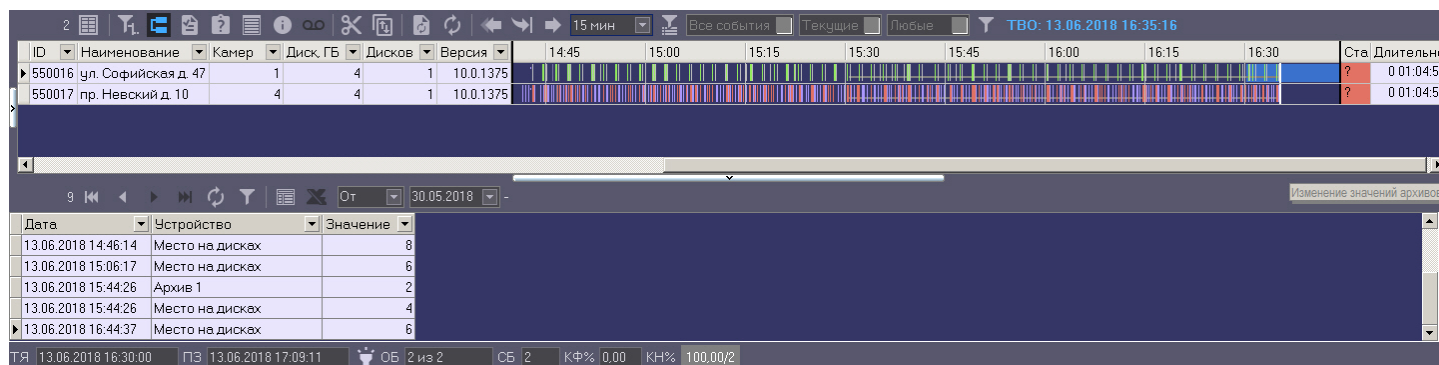 2 15 мин Все события Текущие Любые ТВО: 13.06.2018 16:35:16
ID Наименование Камер Диск, ГБ Дисков Версия 14:45 15:00 15:15 15:30 15:45 16:00 16:15 16:30 Ста Длительно
550016 ул. Софийская д. 47 1 4 1 10.0.1375 ? 0 01:04:5
550017 пр. Невский д. 10 4 4 1 10.0.1375 ? 0 01:04:5
9 От 30.05.2018 - Изменение значений архивов
Дата Устройство Значение
13.06.2018 14:46:14 Место на дисках 8
13.06.2018 15:06:17 Место на дисках 6
13.06.2018 15:44:26 Архив 1 2
13.06.2018 15:44:26 Место на дисках 4
13.06.2018 16:44:37 Место на дисках 6
ТЯ 13.06.2018 16:30:00 ПЗ 13.06.2018 17:09:11 ОБ 2 из 2 СБ 2 КФ% 0,00 КН% 100,00/2